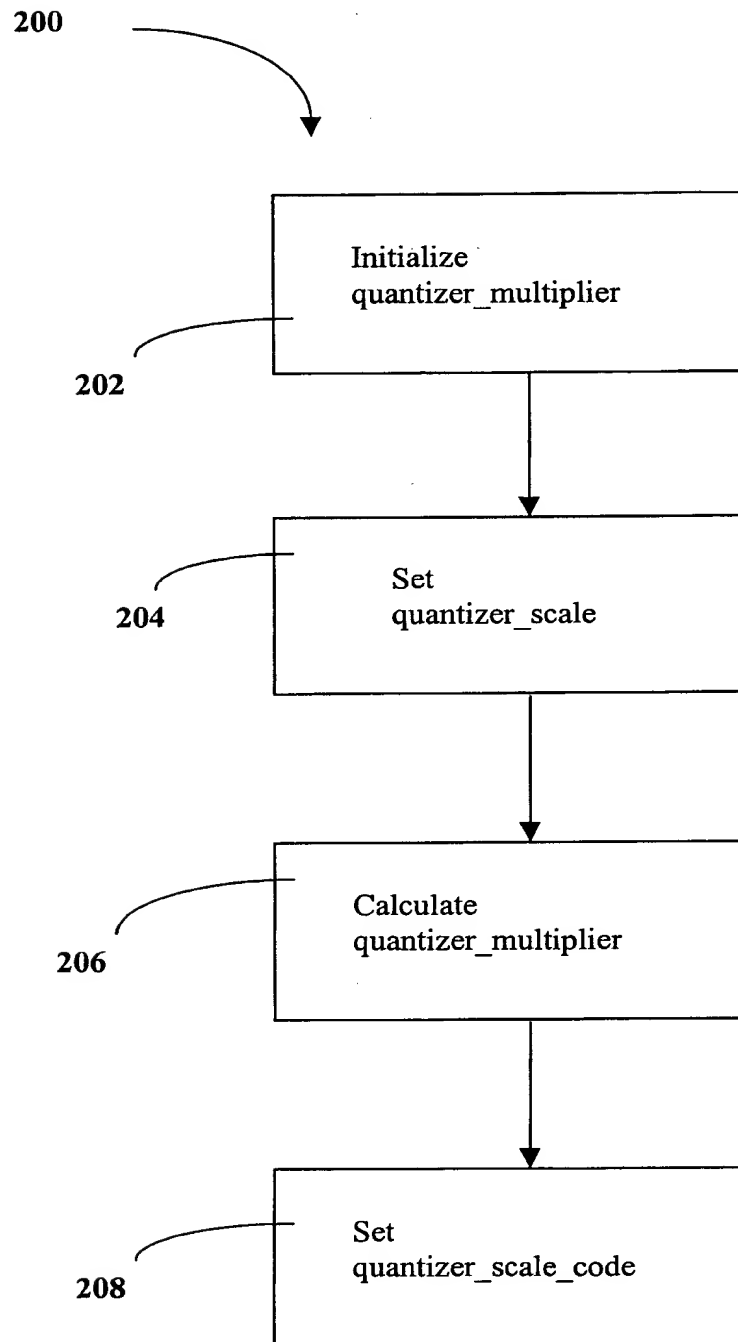 200
Initialize
quantizer_multiplier
202
Set
quantizer_scale
204
Calculate
quantizer_multiplier
206
Set
quantizer_scale_code
208